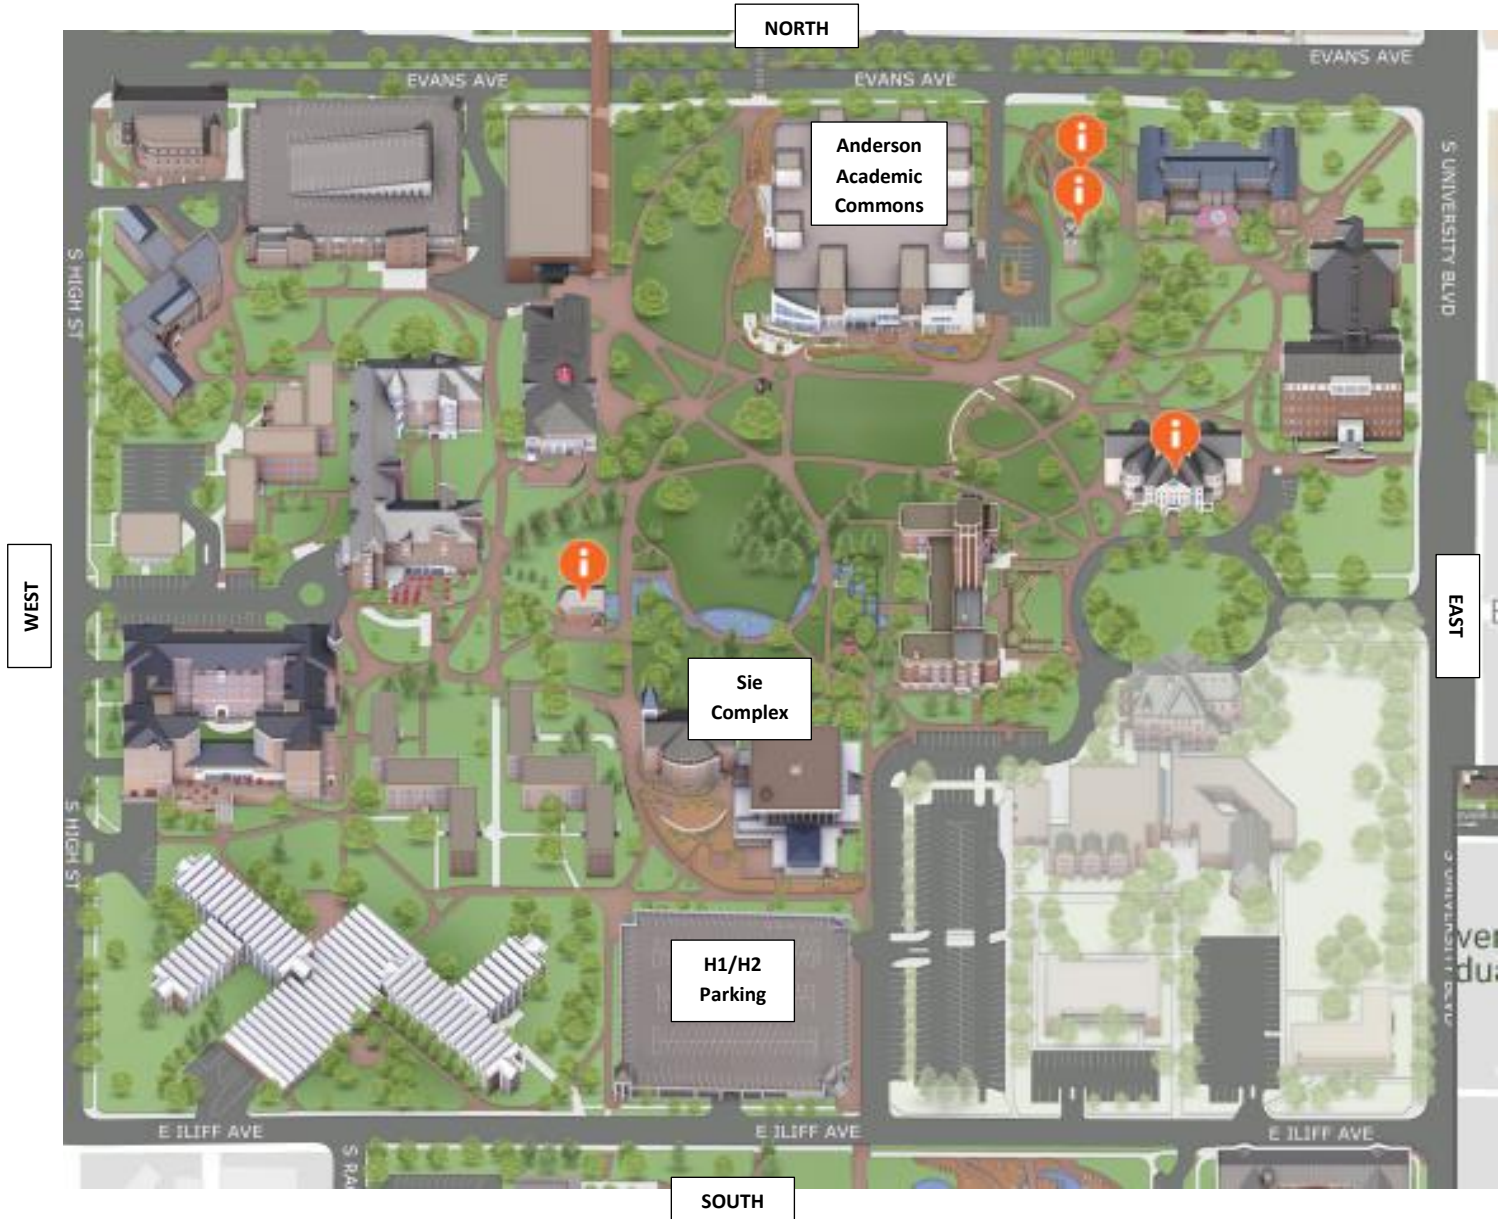 NORTH
EVANS AVE
EVANS AVE
EVANS AVE
Anderson
Academic
Commons
i
i
S UNIVERSITY BLVD
S HIGH ST
i
i
WEST
EAST
Sie
Complex
S HIGH ST
S UNIVERSITY BLVD
H1/H2
Parking
E ILIFF AVE
E ILIFF AVE
E ILIFF AVE
SOUTH